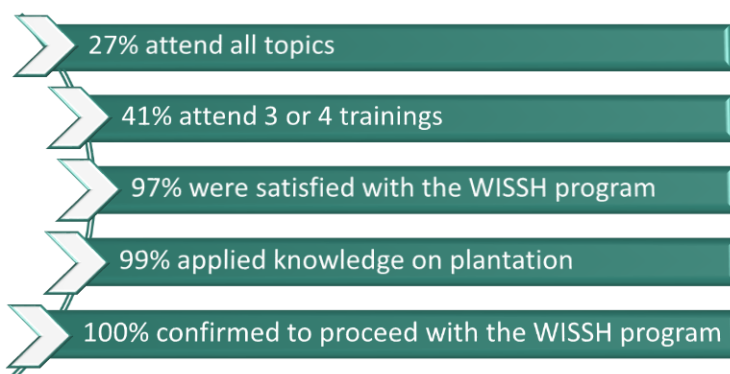 27% attend all topics
41% attend 3 or 4 trainings
97% were satisfied with the WISSH program
99% applied knowledge on plantation
100% confirmed to proceed with the WISSH program